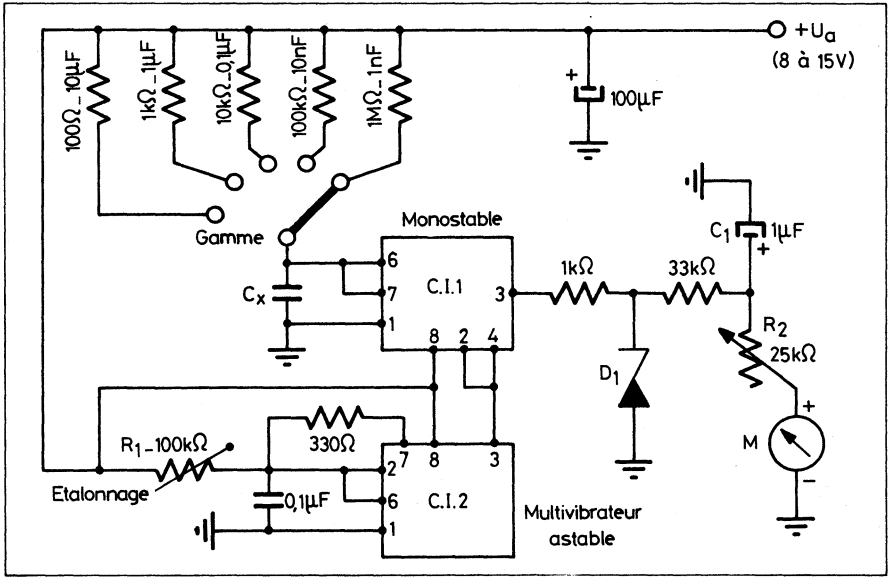 100Ω_10µF
1kΩ_1µF
10kΩ_0,1µF
100kΩ_10nF
1MΩ_1nF
+
100µF
+Ua
(8 à 15V)
Gamme
Monostable
C1
1µF
+
6
7
1
C.I.1
3
8
2
4
Cx
1kΩ
33kΩ
R2
25kΩ
D1
+
M
−
R1_100kΩ
330Ω
Etalonnage
0,1µF
7
8
3
2
6
1
C.I.2
Multivibrateur
astable